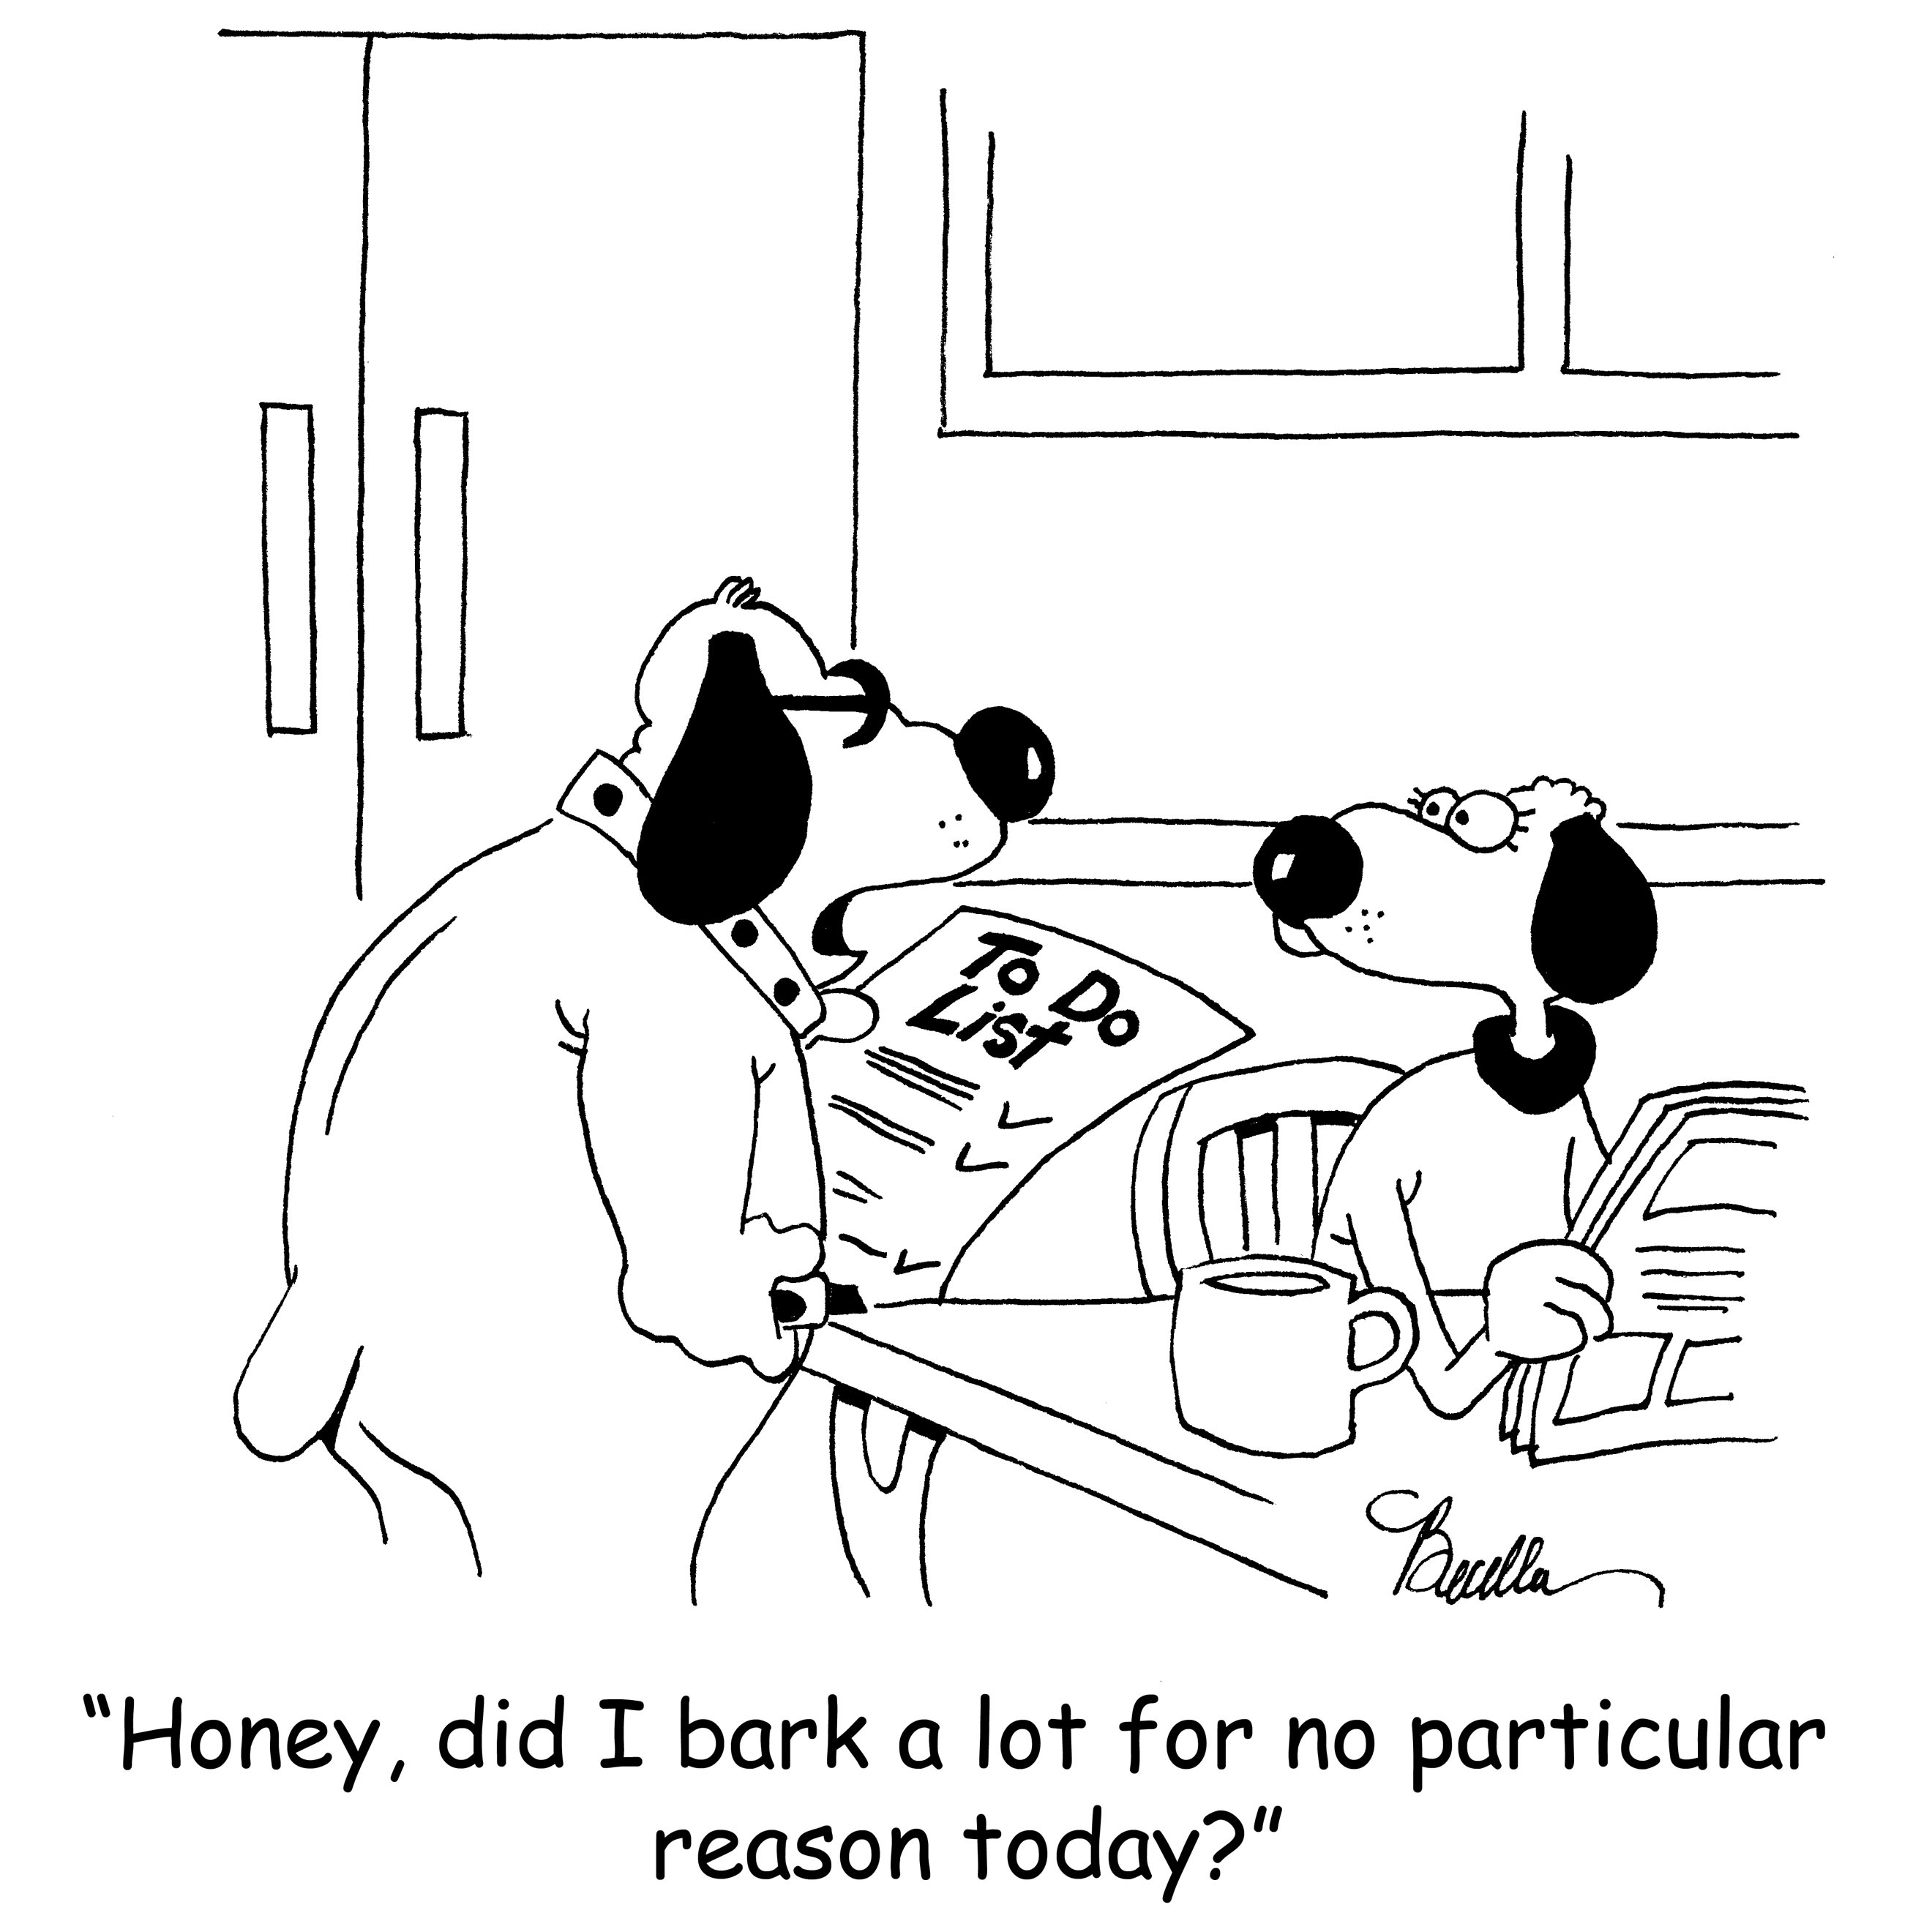 To Do
List
"'Honey, did I bark a lot for no particular
reason today?'"